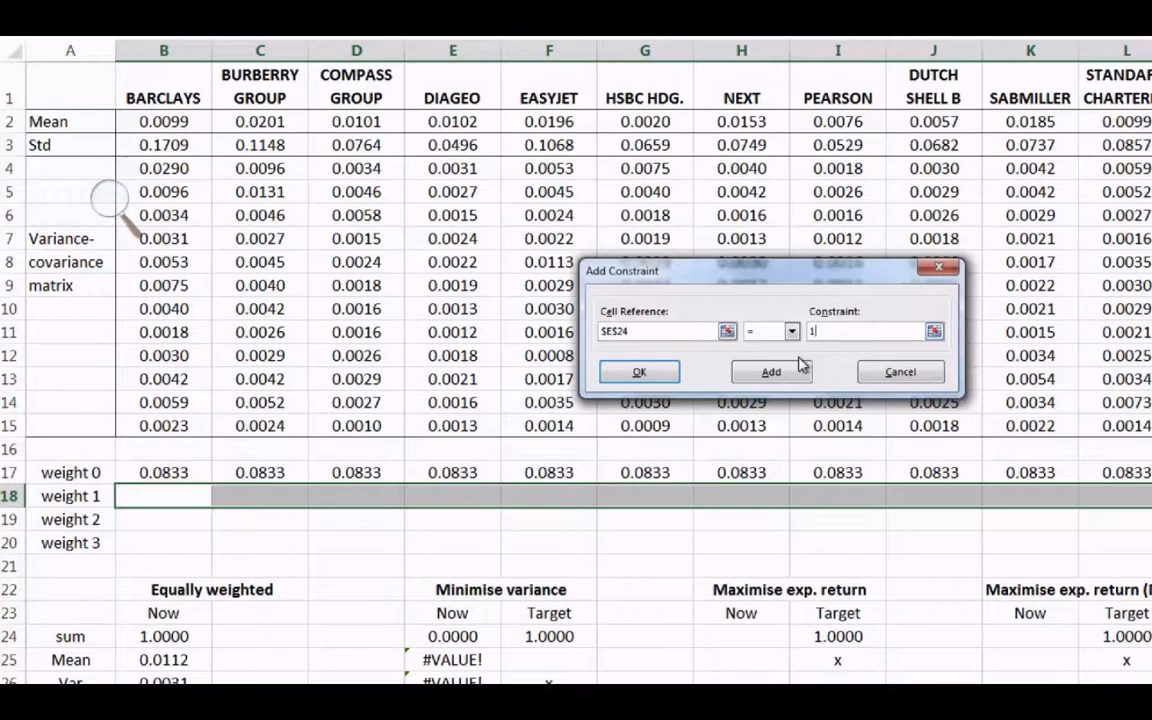 A B C D E F G H I J K L
BURBERRY COMPASS DUTCH STANDAR
1 BARCLAYS GROUP GROUP DIAGEO EASYJET HSBC HDG. NEXT PEARSON SHELL B SABMILLER CHARTER
2 Mean 0.0099 0.0201 0.0101 0.0102 0.0196 0.0020 0.0153 0.0076 0.0057 0.0185 0.0099
3 Std 0.1709 0.1148 0.0764 0.0496 0.1068 0.0659 0.0749 0.0529 0.0682 0.0737 0.0857
4 0.0290 0.0096 0.0034 0.0031 0.0053 0.0075 0.0040 0.0018 0.0030 0.0042 0.0059
5 0.0096 0.0131 0.0046 0.0027 0.0045 0.0040 0.0042 0.0026 0.0029 0.0042 0.0052
6 0.0034 0.0046 0.0058 0.0015 0.0024 0.0018 0.0016 0.0016 0.0026 0.0029 0.0027
7 Variance- 0.0031 0.0027 0.0015 0.0024 0.0022 0.0019 0.0013 0.0012 0.0018 0.0021 0.0016
8 covariance 0.0053 0.0045 0.0024 0.0022 0.0113 0.0017 0.0035
9 matrix 0.0075 0.0040 0.0018 0.0019 0.0029 0.0022 0.0030
10 0.0040 0.0042 0.0016 0.0013 0.0030 0.0026 0.0016
11 0.0018 0.0026 0.0016 0.0012 0.0016 0.0015 0.0021
12 0.0030 0.0029 0.0026 0.0018 0.0008 0.0034 0.0025
13 0.0042 0.0042 0.0029 0.0021 0.0017 0.0054 0.0034
14 0.0059 0.0052 0.0027 0.0016 0.0035 0.0030 0.0016 0.0021 0.0025 0.0034 0.0073
15 0.0023 0.0024 0.0010 0.0013 0.0014 0.0009 0.0013 0.0014 0.0018 0.0022 0.0014
Add Constraint
Cell Reference: Constraint:
$E$24 = 1
OK Add Cancel
16
17 weight 0 0.0833 0.0833 0.0833 0.0833 0.0833 0.0833 0.0833 0.0833 0.0833 0.0833 0.0833
18 weight 1
19 weight 2
20 weight 3
21
22 Equally weighted Minimise variance Maximise exp. return Maximise exp. return (
23 Now Now Target Now Target Now Target
24 sum 1.0000 0.0000 1.0000 1.0000 1.0000
25 Mean 0.0112 #VALUE! x x
26 Var 0.0031 #VALUE! x